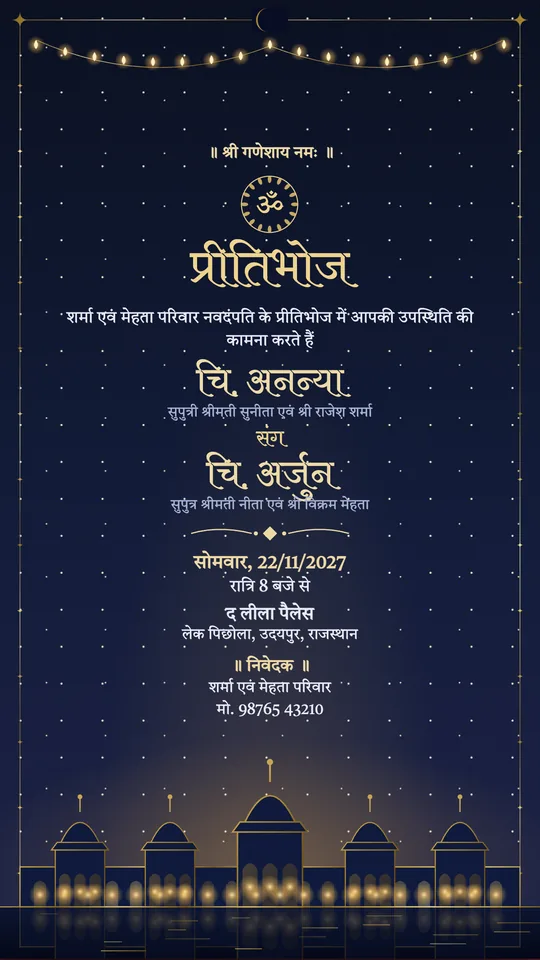 ॥ श्री गणेशाय नमः ॥
ॐ
प्रीतिभोज
शर्मा एवं मेहता परिवार नवदंपति के प्रीतिभोज में आपकी उपस्थिति की
कामना करते हैं
चि. अनन्या
सुपुत्री श्रीमती सुनीता एवं श्री राजेश शर्मा
संग
चि. अर्जुन
सुपुत्र श्रीमती नीता एवं श्री विक्रम मेहता
सोमवार, 22/11/2027
रात्रि 8 बजे से
द लीला पैलेस
लेक पिछोला, उदयपुर, राजस्थान
॥ निवेदक ॥
शर्मा एवं मेहता परिवार
मो. 98765 43210